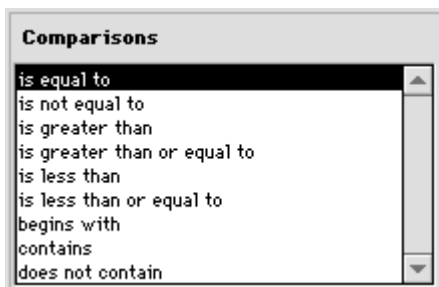 Comparisons
is equal to
is not equal to
is greater than
is greater than or equal to
is less than
is less than or equal to
begins with
contains
does not contain